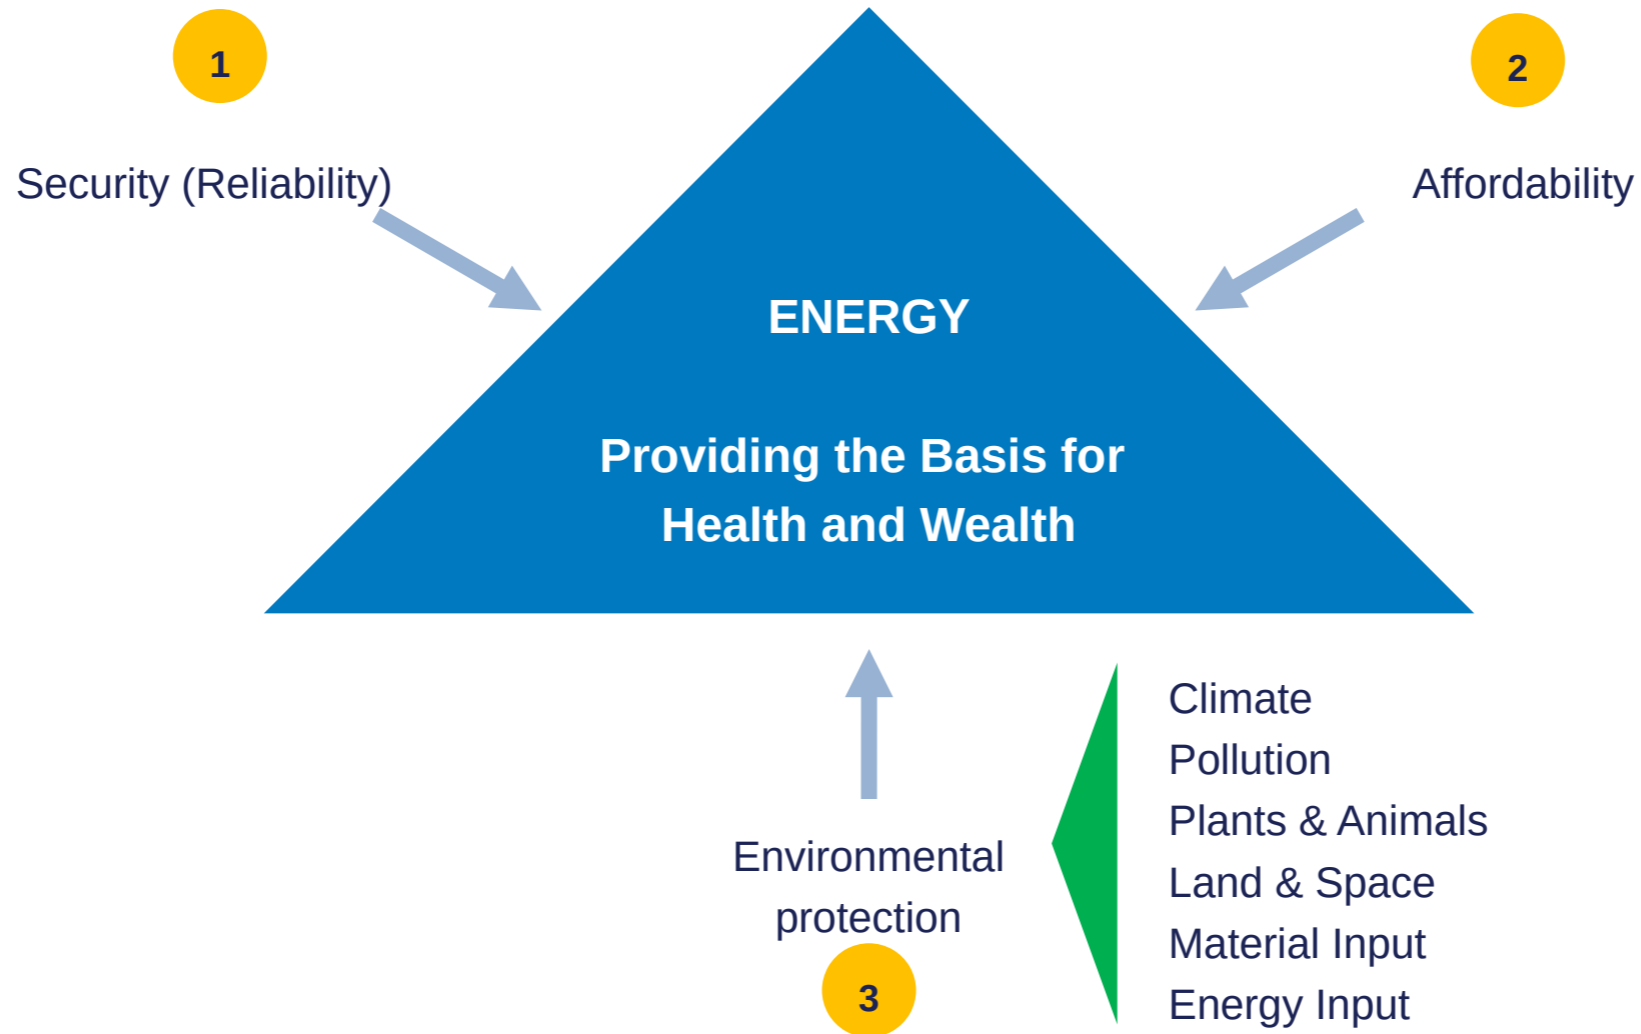 1
2
Security (Reliability)
Affordability
ENERGY
Providing the Basis for
Health and Wealth
Environmental
protection
3
Climate
Pollution
Plants & Animals
Land & Space
Material Input
Energy Input